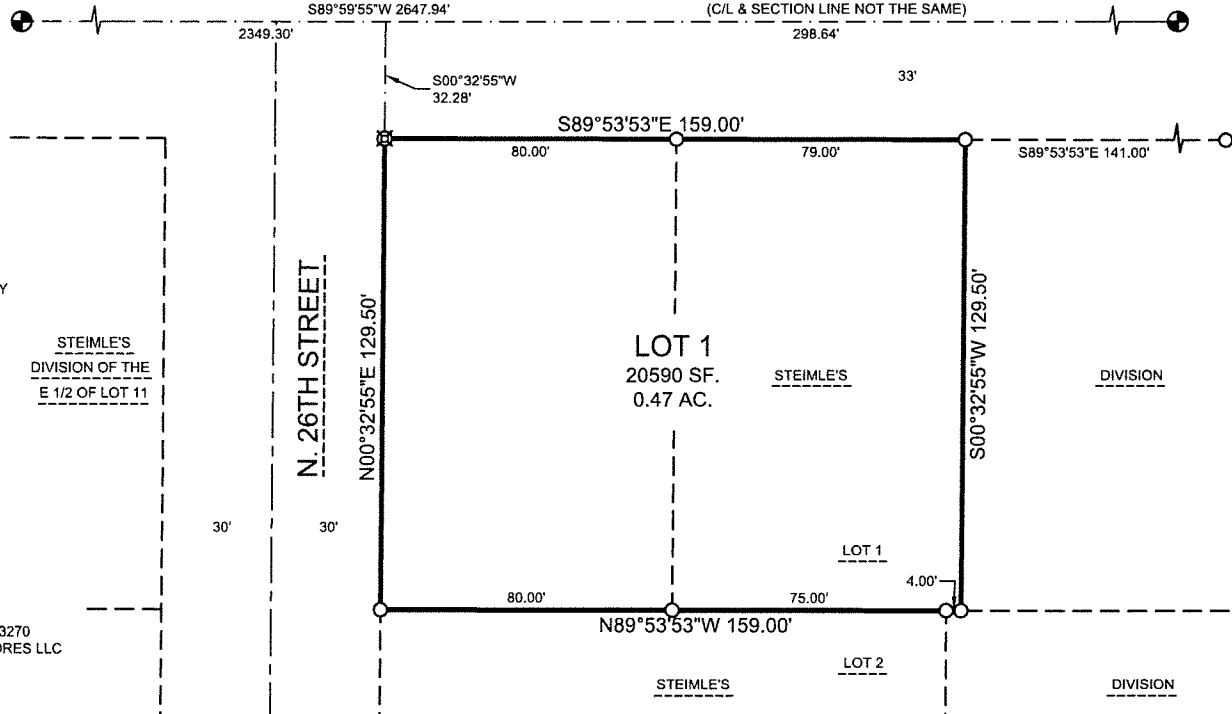 S89°59'55"W 2647.94'
(C/L & SECTION LINE NOT THE SAME)
2349.30'
298.64'
S00°32'55"W
32.28'
33'
S89°53'53"E 159.00'
80.00'
79.00'
S89°53'53"E 141.00'
Y
STEIMLE'S
DIVISION OF THE
E 1/2 OF LOT 11
N. 26TH STREET
N00°32'55"E 129.50'
LOT 1
20590 SF.
0.47 AC.
STEIMLE'S
S00°32'55"W 129.50'
DIVISION
30'
30'
LOT 1
4.00'
80.00'
75.00'
N89°53'53"W 159.00'
3270
ORES LLC
LOT 2
STEIMLE'S
DIVISION